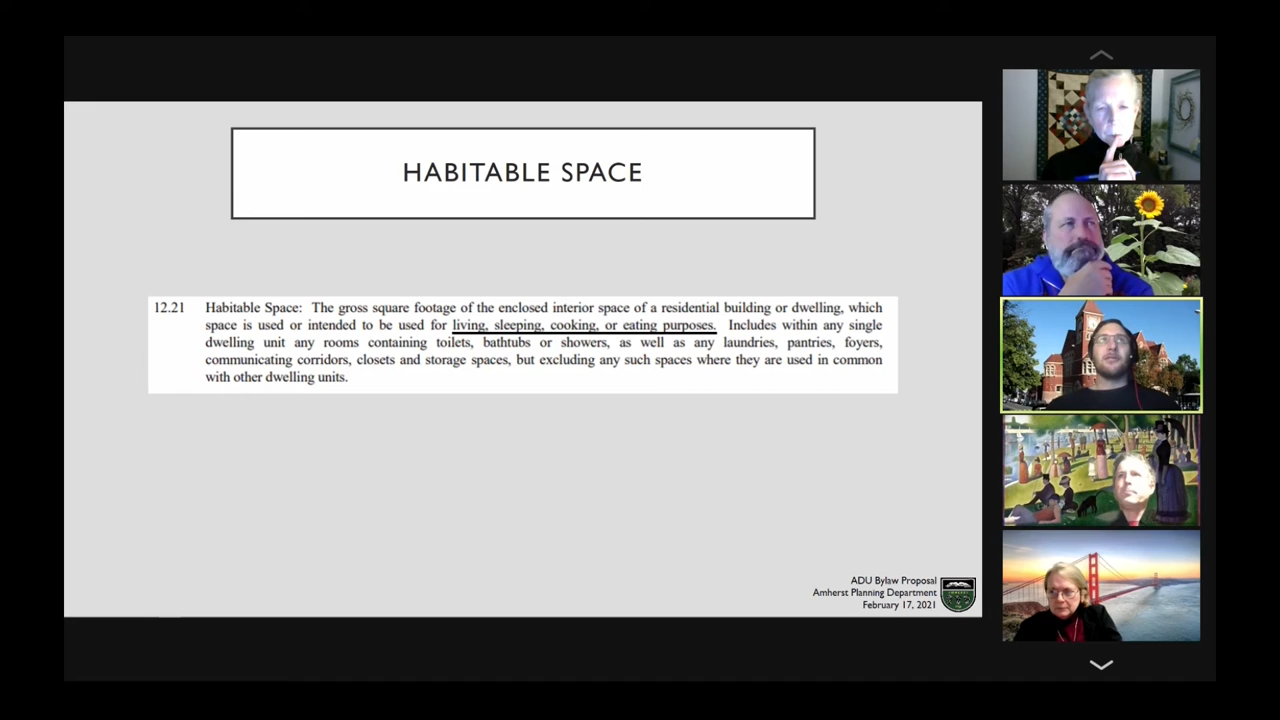 HABITABLE SPACE
12.21 Habitable Space: The gross square footage of the enclosed interior space of a residential building or dwelling, which
space is used or intended to be used for living, sleeping, cooking, or eating purposes. Includes within any single
dwelling unit any rooms containing toilets, bathtubs or showers, as well as any laundries, pantries, foyers,
communicating corridors, closets and storage spaces, but excluding any such spaces where they are used in common
with other dwelling units.
ADU Bylaw Proposal
Amherst Planning Department
February 17, 2021